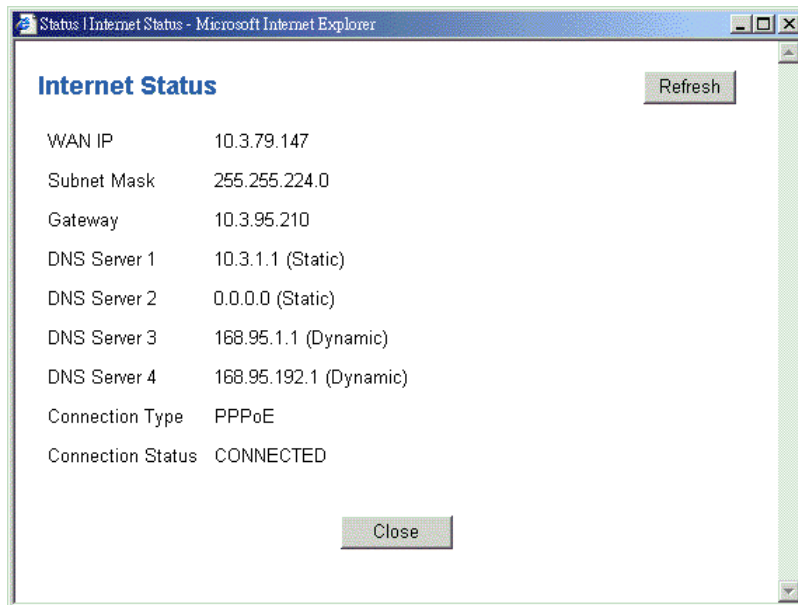 Status | Internet Status - Microsoft Internet Explorer
Internet Status
Refresh
WAN IP 10.3.79.147
Subnet Mask 255.255.224.0
Gateway 10.3.95.210
DNS Server 1 10.3.1.1 (Static)
DNS Server 2 0.0.0.0 (Static)
DNS Server 3 168.95.1.1 (Dynamic)
DNS Server 4 168.95.192.1 (Dynamic)
Connection Type PPPoE
Connection Status CONNECTED
Close